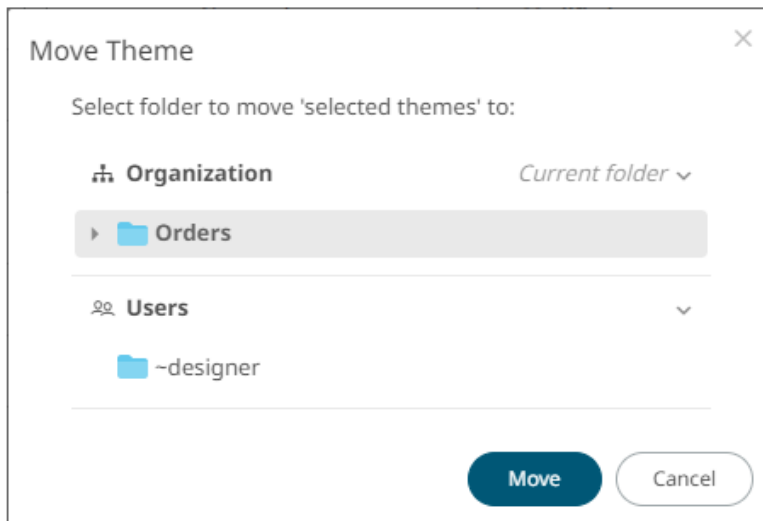 Move Theme
Select folder to move 'selected themes' to:
Organization Current folder
Orders
Users
~designer
Move Cancel